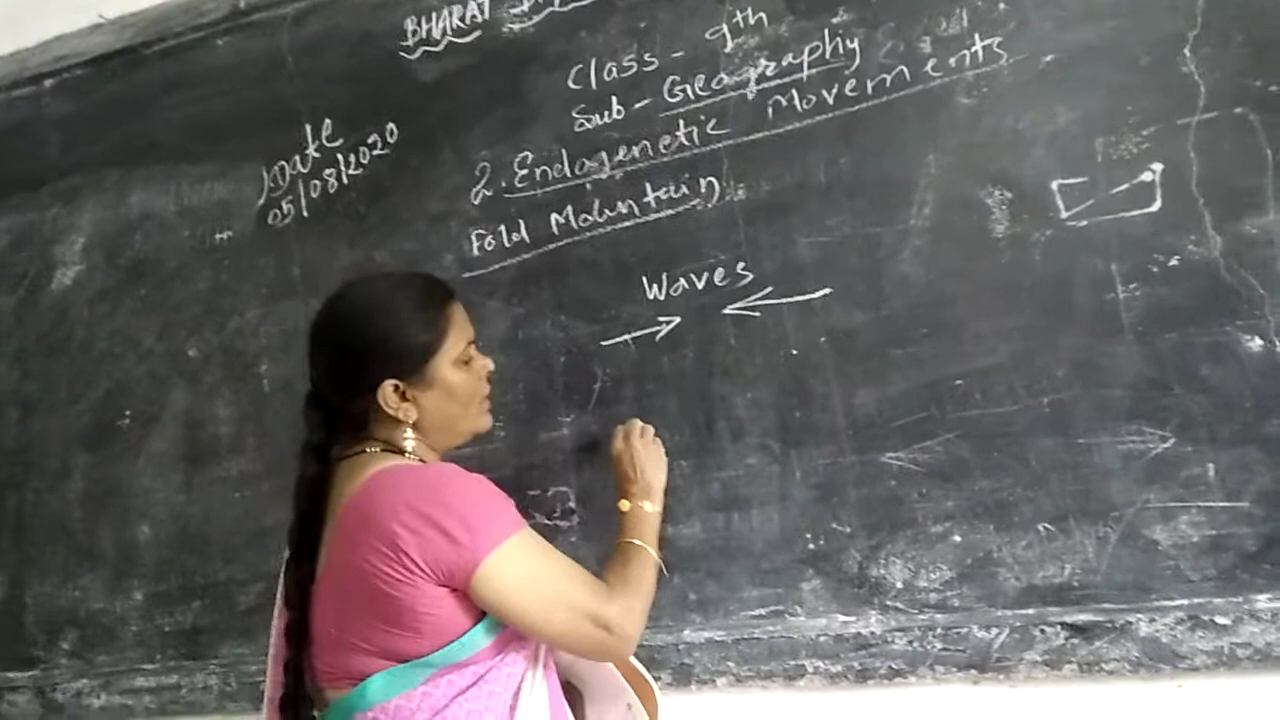 BHARAT
Class - 9th
Sub - Geography
Date
05/08/2020
2. Endogenetic Movements
Fold Mountain
Waves